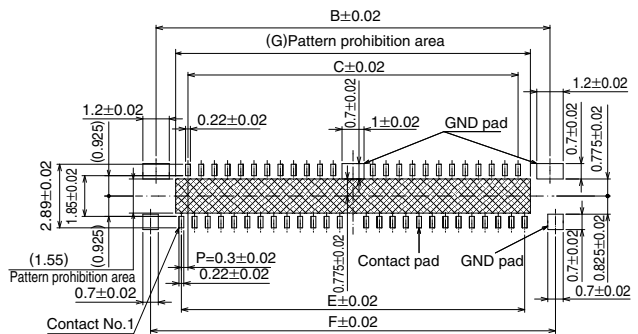 B±0.02
(G)Pattern prohibition area
C±0.02
1.2±0.02
1.2±0.02
0.22±0.02
0.7±0.02
1±0.02
GND pad
0.7±0.02
0.775±0.02
(0.925)
2.89±0.02
1.85±0.02
(0.925)
(1.55)
Pattern prohibition area
P=0.3±0.02
0.22±0.02
0.775±0.02
Contact pad
GND pad
0.7±0.02
0.825±0.02
0.7±0.02
0.7±0.02
E±0.02
Contact No.1
F±0.02